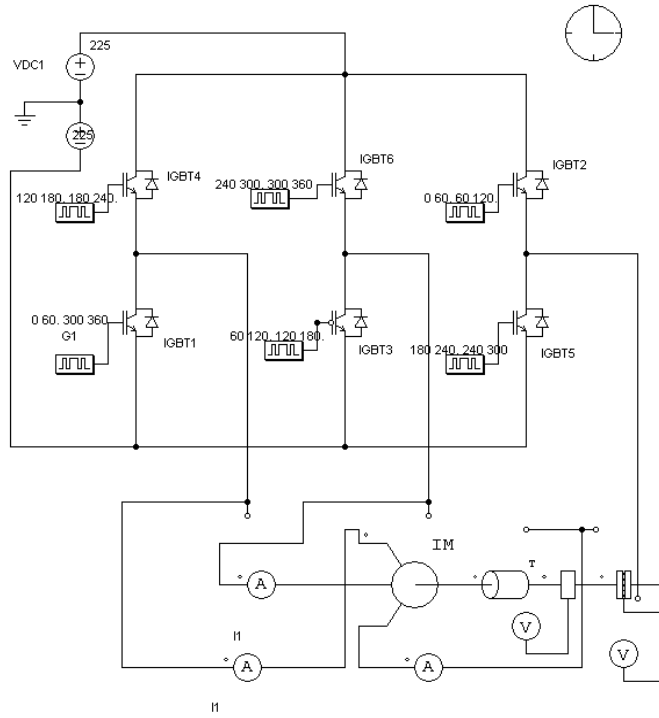 225
VDC1
225
IGBT4
IGBT6
IGBT2
120 180. 180 240.
240 300. 300 360
0 60. 60 120.
0 60. 300 360
G1
IGBT1
60 120. 120 180.
IGBT3
180 240. 240 300
IGBT5
IM
T
A
V
I1
A
A
V
I1